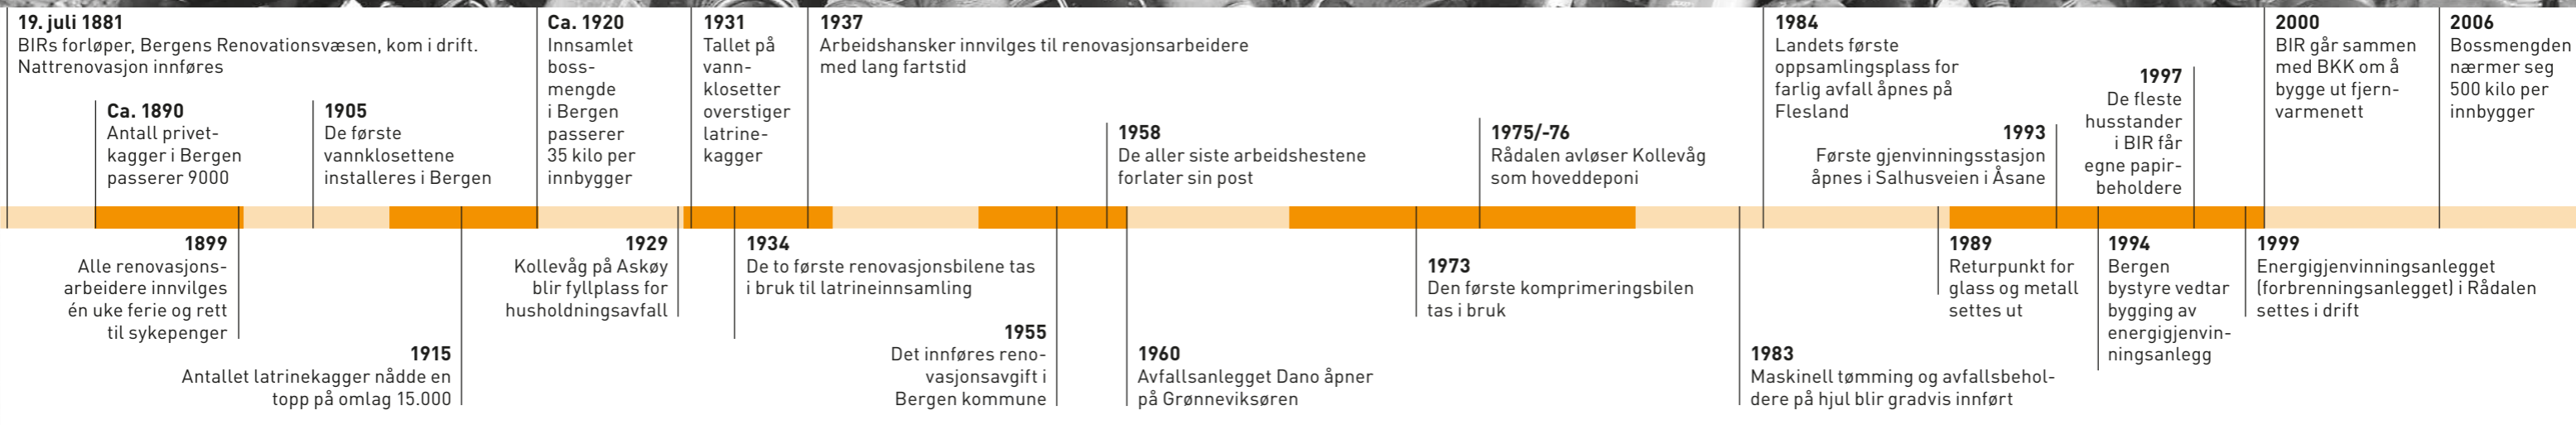 19. juli 1881
BIRs forløper, Bergens Renovationsvæsen, kom i drift.
Nattrenovasjon innføres
Ca. 1890
Antall privet-
kagger i Bergen
passerer 9000
1899
Alle renovasjons-
arbeidere innvilges
én uke ferie og rett
til sykepenger
1905
De første
vannklosettene
installeres i Bergen
1915
Antallet latrinekagger nådde en
topp på omlag 15.000
Ca. 1920
Innsamlet
boss-
mengde
i Bergen
passerer
35 kilo per
innbygger
1929
Kollevåg på Askøy
blir fyllplass for
husholdningsavfall
1931
Tallet på
vann-
klosetter
overstiger
latrine-
kagger
1934
De to første renovasjonsbilene tas
i bruk til latrineinnsamling
1937
Arbeidshansker innvilges til renovasjonsarbeidere
med lang fartstid
1955
Det innføres reno-
vasjonsavgift i
Bergen kommune
1958
De aller siste arbeidshestene
forlater sin post
1960
Avfallsanlegget Dano åpner
på Grønneviksøren
1973
Den første komprimeringsbilen
tas i bruk
1975/-76
Rådalen avløser Kollevåg
som hoveddeponi
1983
Maskinell tømming og avfallsbehol-
dere på hjul blir gradvis innført
1984
Landets første
oppsamlingsplass for
farlig avfall åpnes på
Flesland
1989
Returpunkt for
glass og metall
settes ut
1993
Første gjenvinningsstasjon
åpnes i Salhusveien i Åsane
1994
Bergen
bystyre vedtar
bygging av
energigjenvin-
ningsanlegg
1997
De fleste
husstander
i BIR får
egne papir-
beholdere
1999
Energigjenvinningsanlegget
(forbrenningsanlegget) i Rådalen
settes i drift
2000
BIR går sammen
med BKK om å
bygge ut fjern-
varmenett
2006
Bossmengden
nærmer seg
500 kilo per
innbygger